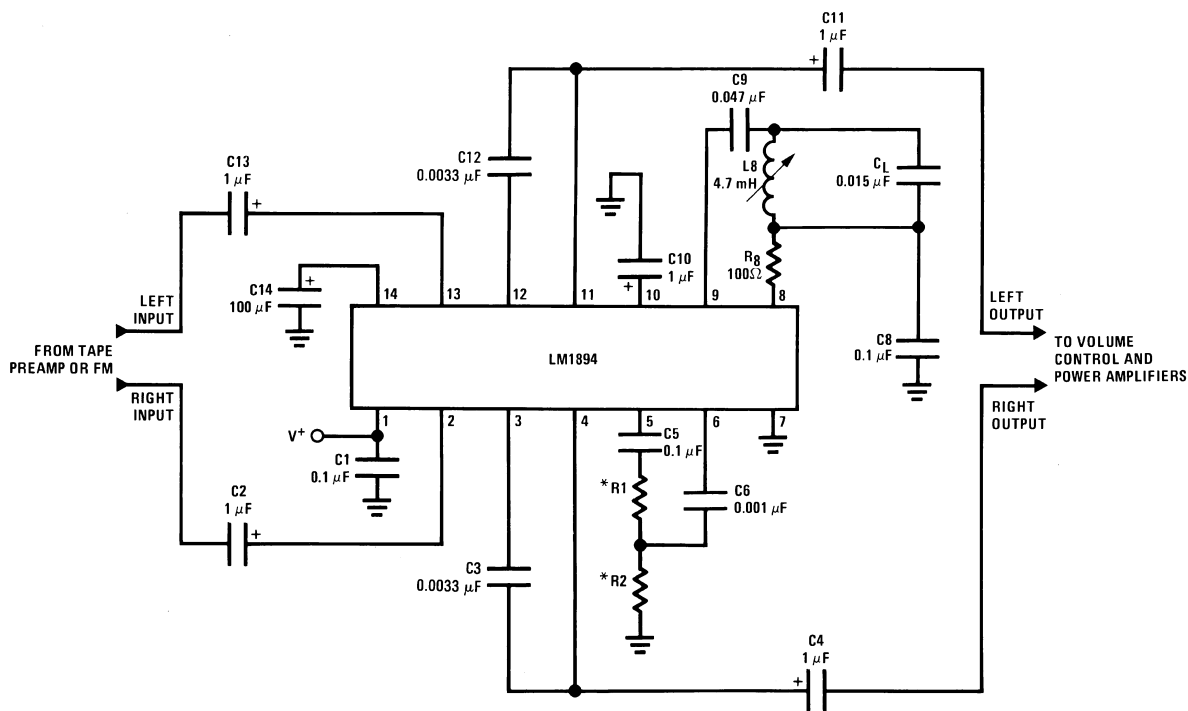 C11
1 μF
+
C9
0.047 μF
C12
0.0033 μF
L8
4.7 mH
CL
0.015 μF
C13
1 μF
+
C10
1 μF
+
R8
100Ω
C14
100 μF
+
14 13 12 11 10 9 8
LEFT
INPUT
LEFT
OUTPUT
FROM TAPE
PREAMP OR FM
LM1894
C8
0.1 μF
TO VOLUME
CONTROL AND
POWER AMPLIFIERS
RIGHT
INPUT
RIGHT
OUTPUT
1 2 3 4 5 6 7
V+
C1
0.1 μF
C5
0.1 μF
*R1
C6
0.001 μF
C2
1 μF
+
C3
0.0033 μF
*R2
C4
1 μF
+